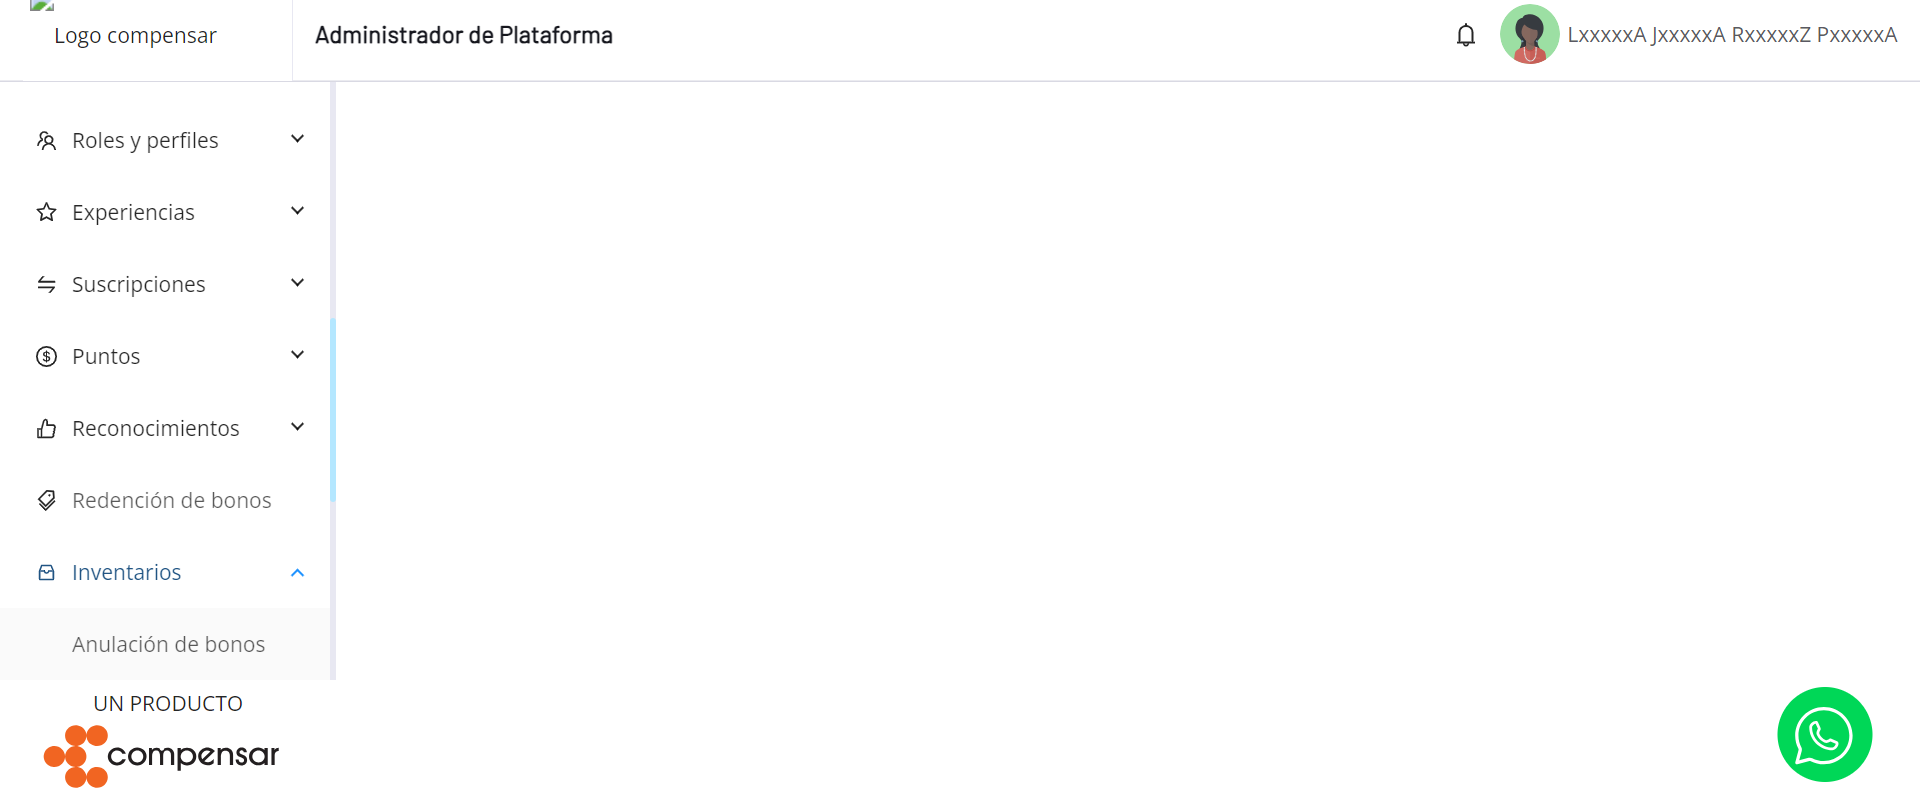 Logo compensar
Administrador de Plataforma
LxxxxxA JxxxxxA RxxxxxZ PxxxxxA
Roles y perfiles
Experiencias
Suscripciones
Puntos
Reconocimientos
Redención de bonos
Inventarios
Anulación de bonos
UN PRODUCTO
compensar